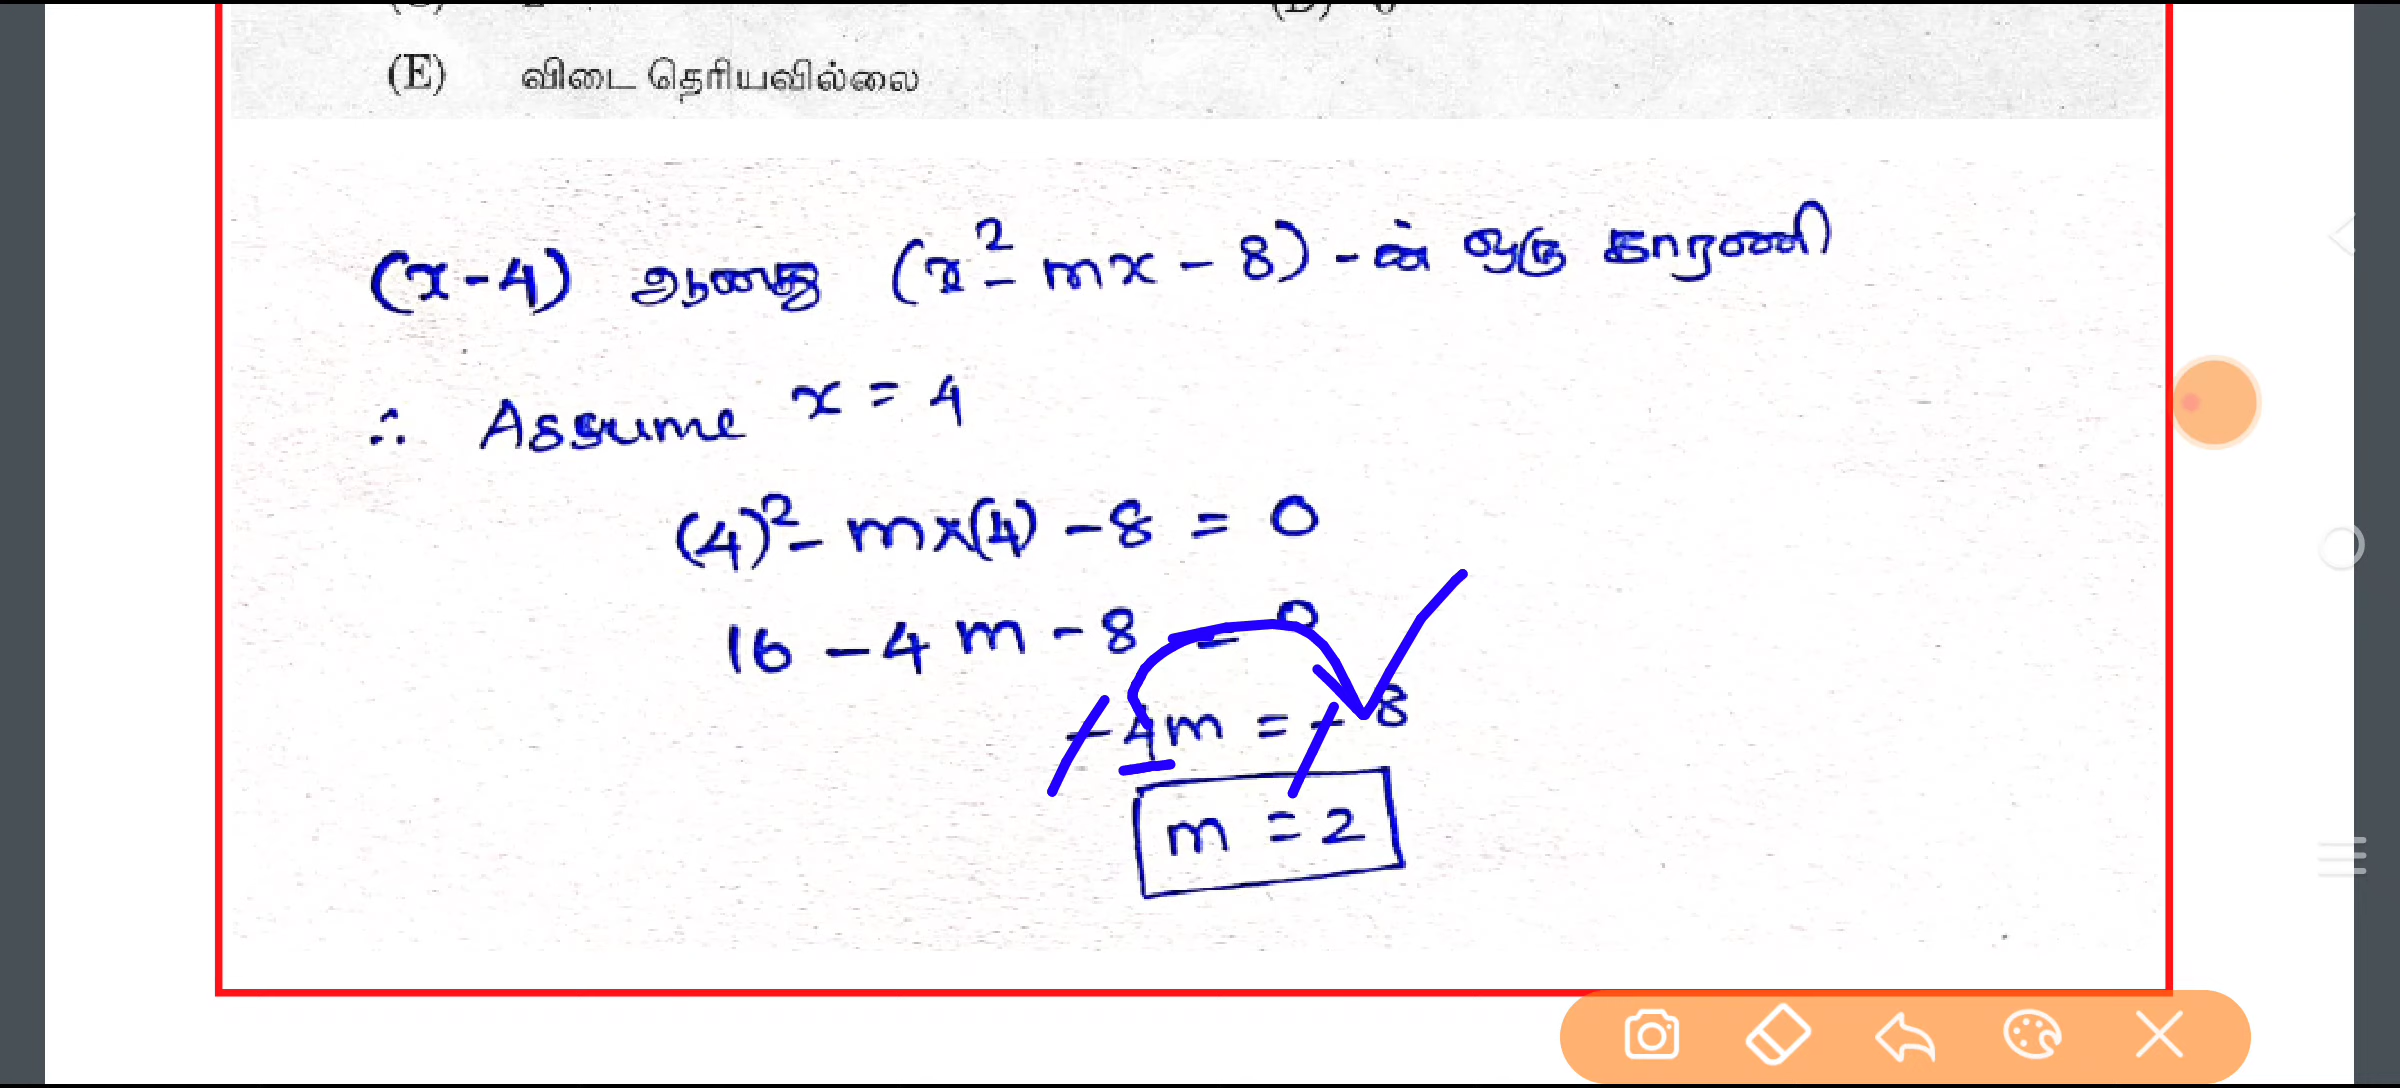 (E) விடை தெரியவில்லை
(x-4) ஆனது (x² - mx - 8) - ன் ஒரு காரணி
∴ Assume x = 4
(4)² - mx(4) - 8 = 0
16 - 4m - 8 = 0
-4m = -8
m = 2